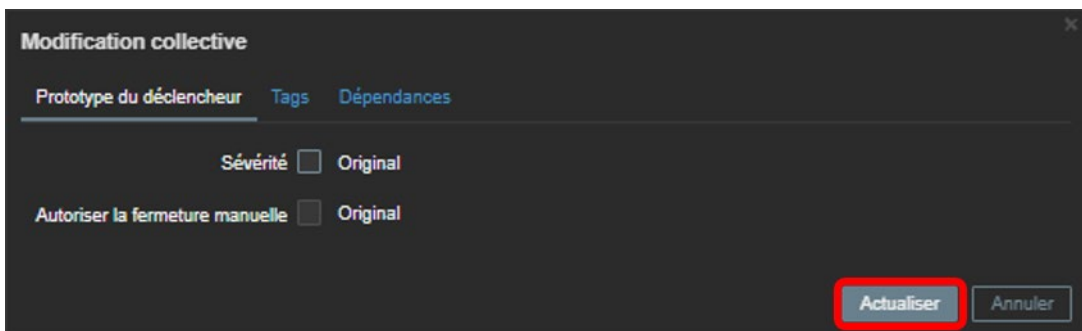 Modification collective
Prototype du déclencheur Tags Dépendances
Sévérité Original
Autoriser la fermeture manuelle Original
Actualiser Annuler